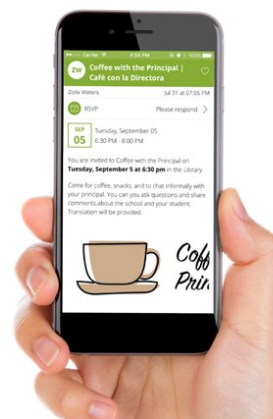 Carrier
4:50 PM
100%
ZW
Coffee with the Principal |
Café con la Directora
Zoila Waters
Jul 31 at 07:05 PM
RSVP
Please respond
SEP
05
Tuesday, September 05
6:30 PM - 8:00 PM
You are invited to Coffee with the Principal on
Tuesday, September 5 at 6:30 pm in the Library.
Come for coffee, snacks, and to chat informally with
your principal. You can you ask questions and share
comments about the school and your student.
Translation will be provided.
Coff
Prin